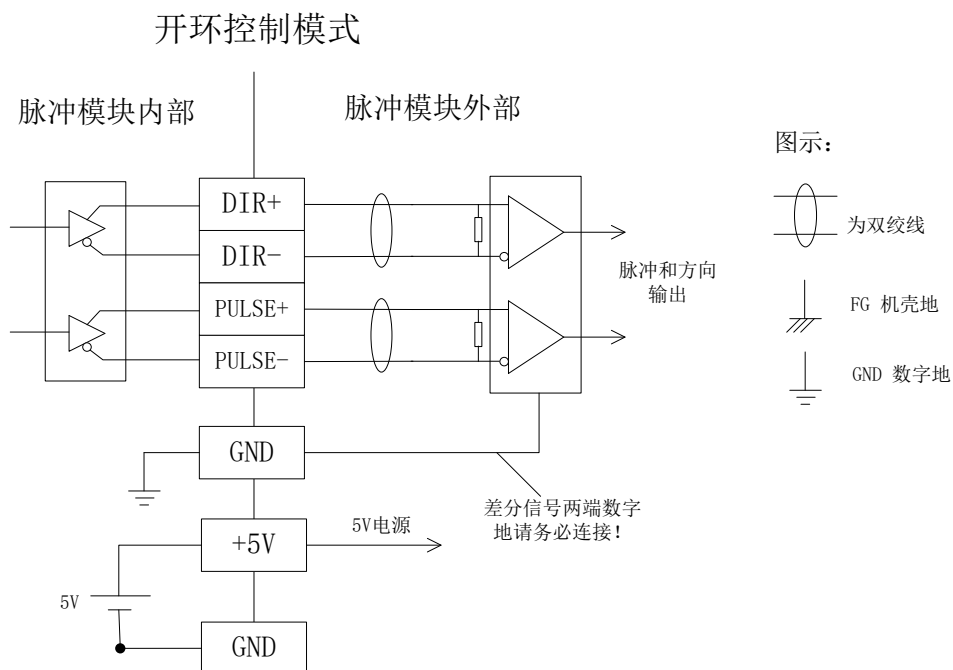 开环控制模式
脉冲模块内部
脉冲模块外部
图示:
DIR+
DIR-
PULSE+
PULSE-
脉冲和方向
输出
为双绞线
FG 机壳地
GND 数字地
GND
差分信号两端数字
地请务必连接!
+5V
5V电源
5V
GND